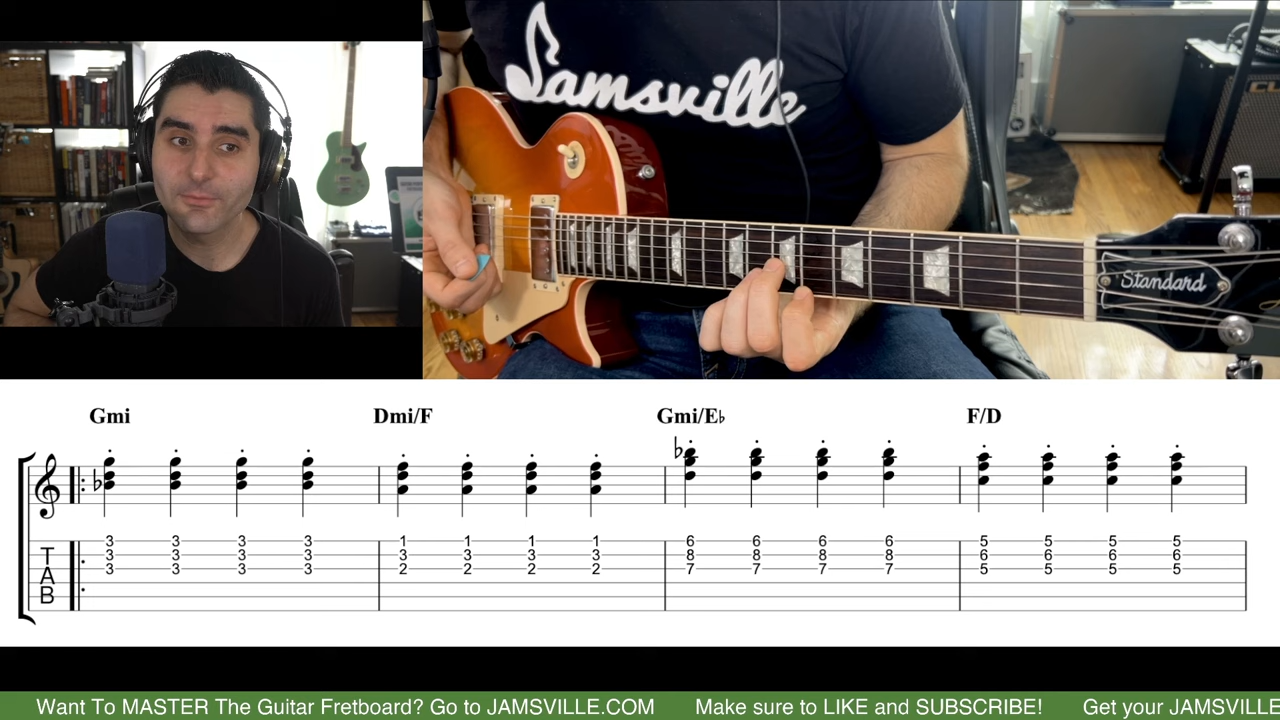 Jamsville
Standard
Gmi Dmi/F Gmi/E♭ F/D
3 3 3 3 1 1 1 1 6 6 6 6 5 5 5 5
T 3 3 3 3 3 3 3 3 8 8 8 8 6 6 6 6
A 3 3 3 3 2 2 2 2 7 7 7 7 5 5 5 5
B
Want To MASTER The Guitar Fretboard? Go to JAMSVILLE.COM Make sure to LIKE and SUBSCRIBE! Get your JAMSVILLE